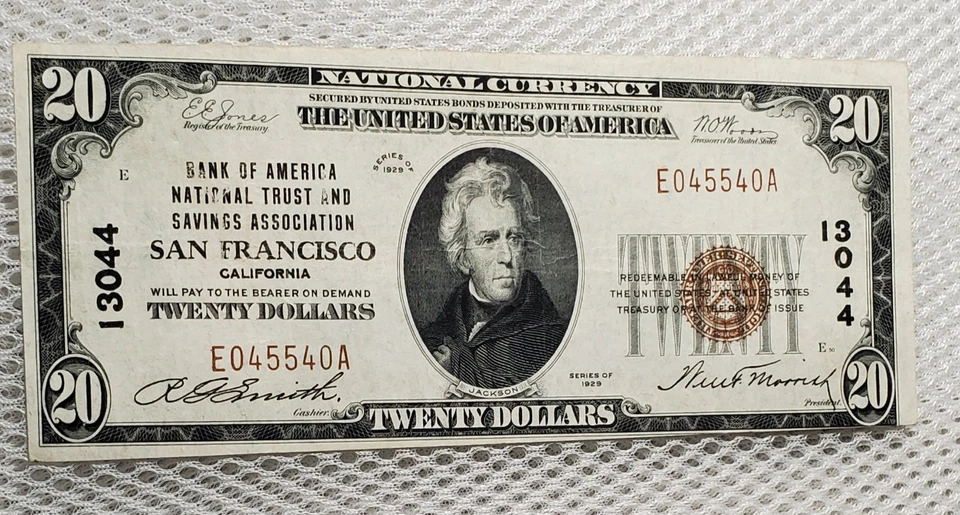 NATIONAL CURRENCY
SECURED BY UNITED STATES BONDS DEPOSITED WITH THE TREASURER OF
THE UNITED STATES OF AMERICA
20
20
E E Jones
Register of the Treasury.
W.O. Woods
Treasurer of the United States.
SERIES OF
1929
E
BANK OF AMERICA
NATIONAL TRUST AND
SAVINGS ASSOCIATION
SAN FRANCISCO
CALIFORNIA
WILL PAY TO THE BEARER ON DEMAND
TWENTY DOLLARS
13044
E045540A
E045540A
13044
REDEEMABLE IN LAWFUL MONEY OF
THE UNITED STATES AT UNITED STATES
TREASURY OR AT THE BANK OF ISSUE
TWENTY
E
R G Smith.
Cashier.
JACKSON
SERIES OF
1929
President.
20
TWENTY DOLLARS
20